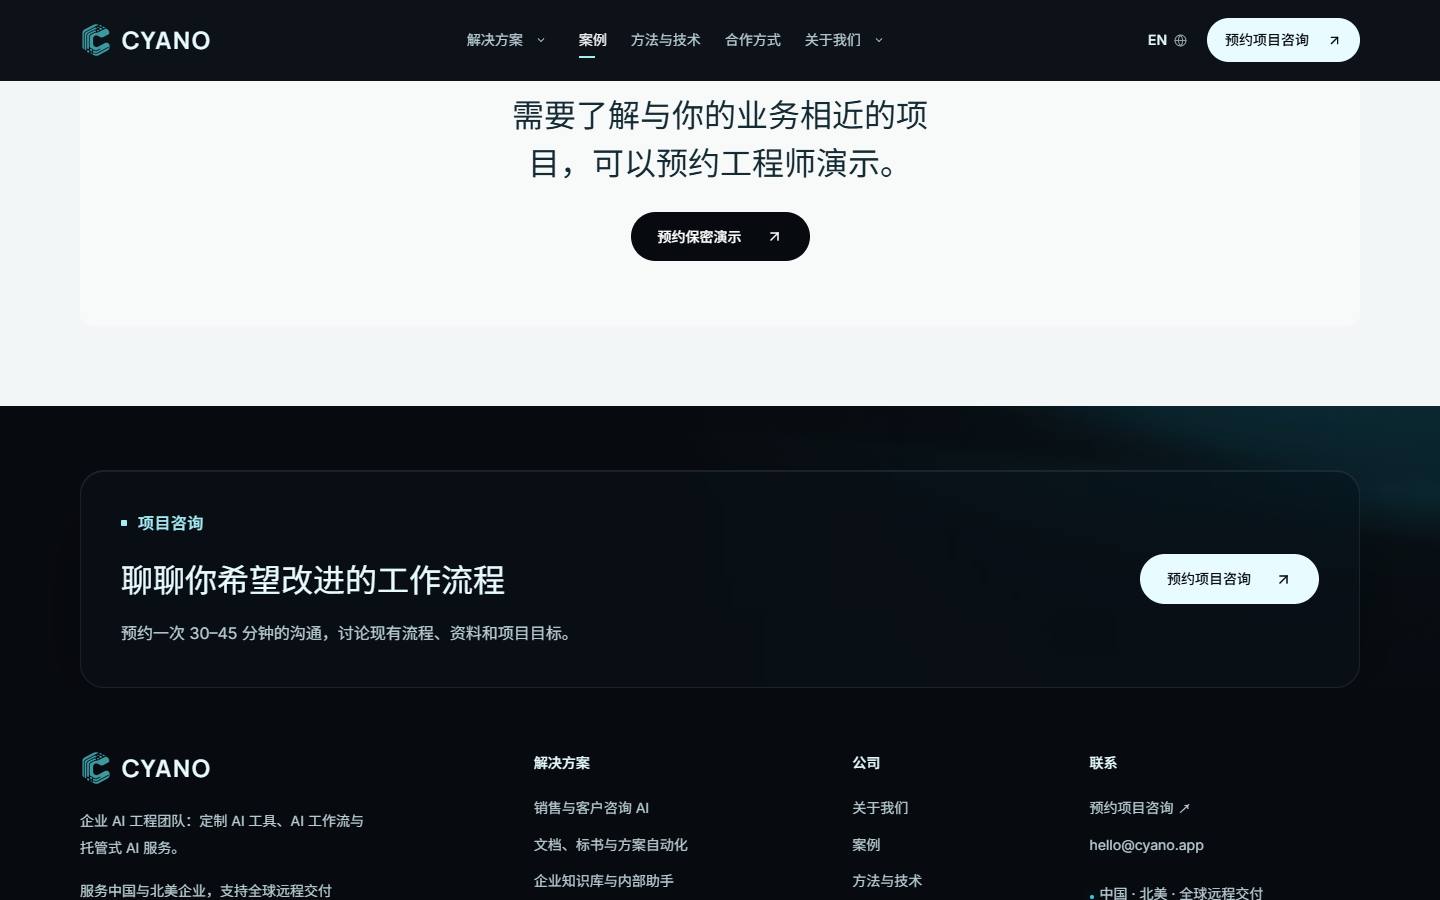 CYANO
解决方案
案例
方法与技术
合作方式
关于我们
EN
预约项目咨询
需要了解与你的业务相近的项
目，可以预约工程师演示。
预约保密演示
项目咨询
聊聊你希望改进的工作流程
预约一次 30–45 分钟的沟通，讨论现有流程、资料和项目目标。
预约项目咨询
CYANO
企业 AI 工程团队：定制 AI 工具、AI 工作流与
托管式 AI 服务。
服务中国与北美企业，支持全球远程交付
解决方案
销售与客户咨询 AI
文档、标书与方案自动化
企业知识库与内部助手
公司
关于我们
案例
方法与技术
联系
预约项目咨询 ↗
hello@cyano.app
中国 · 北美 · 全球远程交付